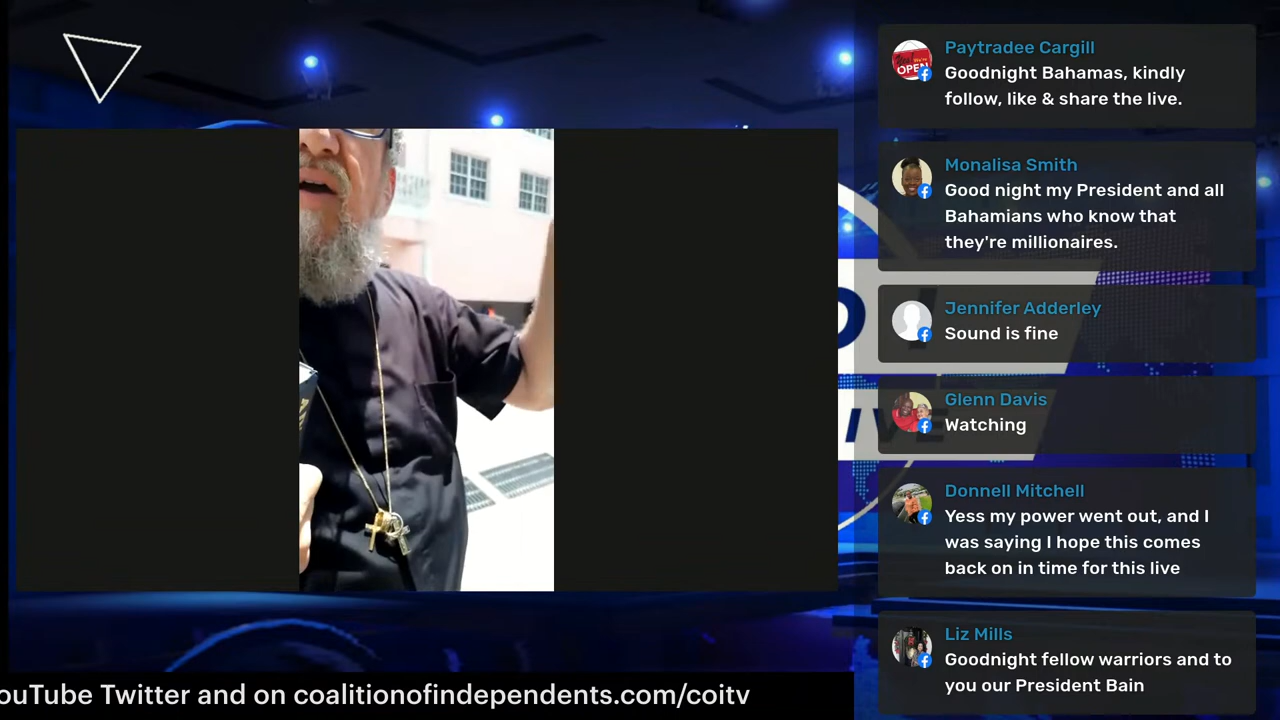 Paytradee Cargill
Goodnight Bahamas, kindly
follow, like & share the live.
Monalisa Smith
Good night my President and all
Bahamians who know that
they're millionaires.
Jennifer Adderley
Sound is fine
Glenn Davis
Watching
Donnell Mitchell
Yess my power went out, and I
was saying I hope this comes
back on in time for this live
Liz Mills
Goodnight fellow warriors and to
you our President Bain
ouTube Twitter and on coalitionofindependents.com/coitv
OPEN